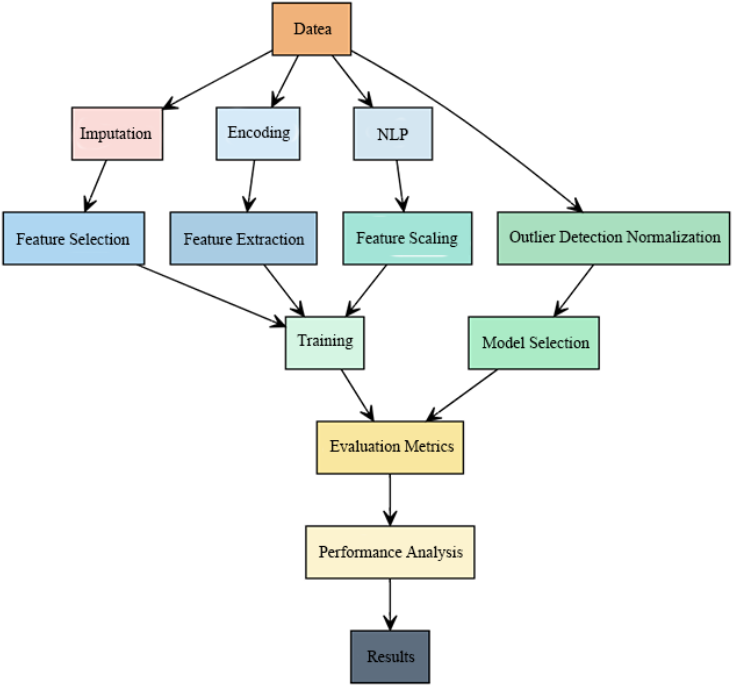 Datea
Imputation
Encoding
NLP
Feature Selection
Feature Extraction
Feature Scaling
Outlier Detection Normalization
Training
Model Selection
Evaluation Metrics
Performance Analysis
Results